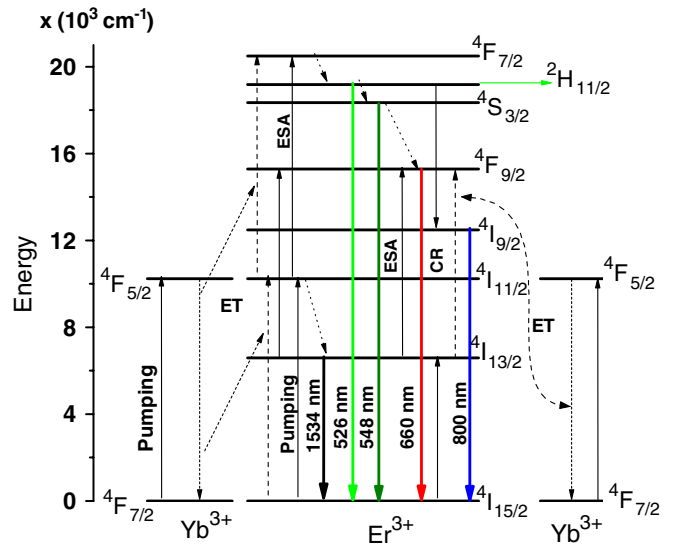 x (10³ cm⁻¹)
20
16
12
8
4
0
Energy
⁴F₇/₂
²H₁₁/₂
⁴S₃/₂
⁴F₉/₂
⁴I₉/₂
⁴I₁₁/₂
⁴I₁₃/₂
⁴I₁₅/₂
⁴F₅/₂
⁴F₇/₂
Yb³⁺
Er³⁺
⁴F₅/₂
⁴F₇/₂
Yb³⁺
ESA
ESA
CR
ET
ET
Pumping
Pumping
1534 nm
526 nm
548 nm
660 nm
800 nm